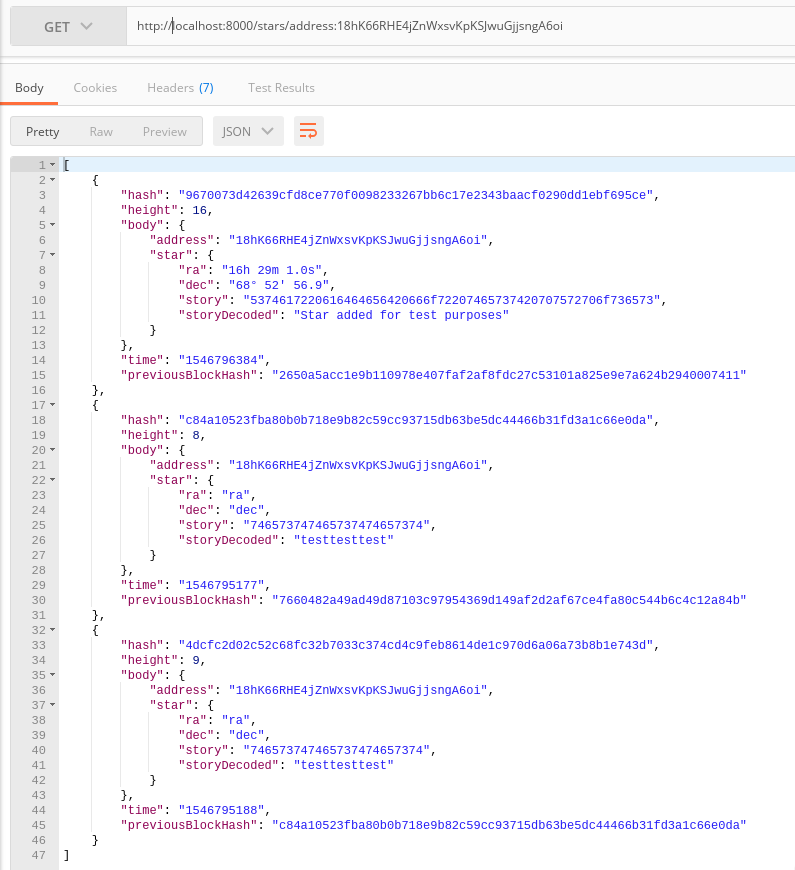 GET http://localhost:8000/stars/address:18hK66RHE4jZnWxsvKpKSJwuGjjsngA6oi
Body Cookies Headers (7) Test Results
Pretty Raw Preview JSON
1 [
2 {
3 "hash": "9670073d42639cfd8ce770f0098233267bb6c17e2343baacf0290dd1ebf695ce",
4 "height": 16,
5 "body": {
6 "address": "18hK66RHE4jZnWxsvKpKSJwuGjjsngA6oi",
7 "star": {
8 "ra": "16h 29m 1.0s",
9 "dec": "68° 52' 56.9",
10 "story": "5374617220616464656420666f7220746573742070757270​6f736573",
11 "storyDecoded": "Star added for test purposes"
12 }
13 },
14 "time": "1546796384",
15 "previousBlockHash": "2650a5acc1e9b110978e407faf2af8fdc27c53101a825e9e7a624b2940007411"
16 },
17 {
18 "hash": "c84a10523fba80b0b718e9b82c59cc93715db63be5dc44466b31fd3a1c66e0da",
19 "height": 8,
20 "body": {
21 "address": "18hK66RHE4jZnWxsvKpKSJwuGjjsngA6oi",
22 "star": {
23 "ra": "ra",
24 "dec": "dec",
25 "story": "746573747465737474657374",
26 "storyDecoded": "testtesttest"
27 }
28 },
29 "time": "1546795177",
30 "previousBlockHash": "7660482a49ad49d87103c97954369d149af2d2af67ce4fa80c544b6c4c12a84b"
31 },
32 {
33 "hash": "4dcfc2d02c52c68fc32b7033c374cd4c9feb8614de1c970d6a06a73b8b1e743d",
34 "height": 9,
35 "body": {
36 "address": "18hK66RHE4jZnWxsvKpKSJwuGjjsngA6oi",
37 "star": {
38 "ra": "ra",
39 "dec": "dec",
40 "story": "746573747465737474657374",
41 "storyDecoded": "testtesttest"
42 }
43 },
44 "time": "1546795188",
45 "previousBlockHash": "c84a10523fba80b0b718e9b82c59cc93715db63be5dc44466b31fd3a1c66e0da"
46 }
47 ]